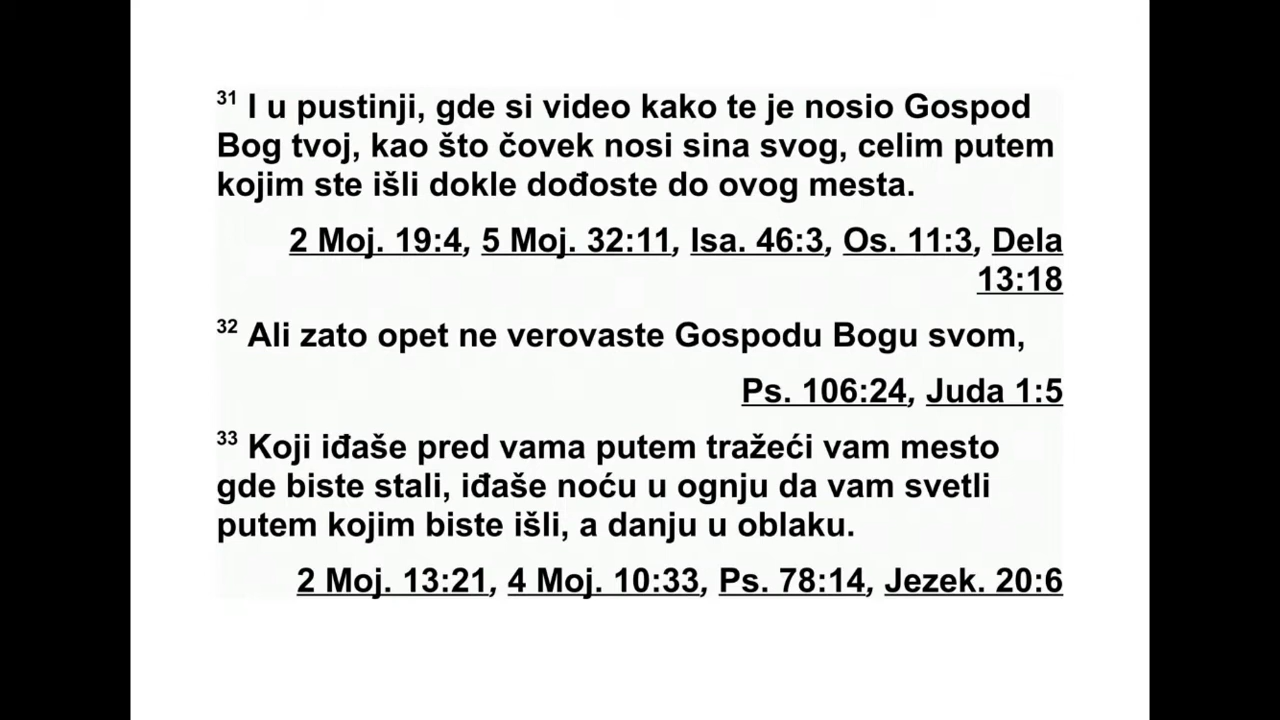 31 I u pustinji, gde si video kako te je nosio Gospod
Bog tvoj, kao što čovek nosi sina svog, celim putem
kojim ste išli dokle dođoste do ovog mesta.
2 Moj. 19:4, 5 Moj. 32:11, Isa. 46:3, Os. 11:3, Dela
13:18
32 Ali zato opet ne verovaste Gospodu Bogu svom,
Ps. 106:24, Juda 1:5
33 Koji iđaše pred vama putem tražeći vam mesto
gde biste stali, iđaše noću u ognju da vam svetli
putem kojim biste išli, a danju u oblaku.
2 Moj. 13:21, 4 Moj. 10:33, Ps. 78:14, Jezek. 20:6